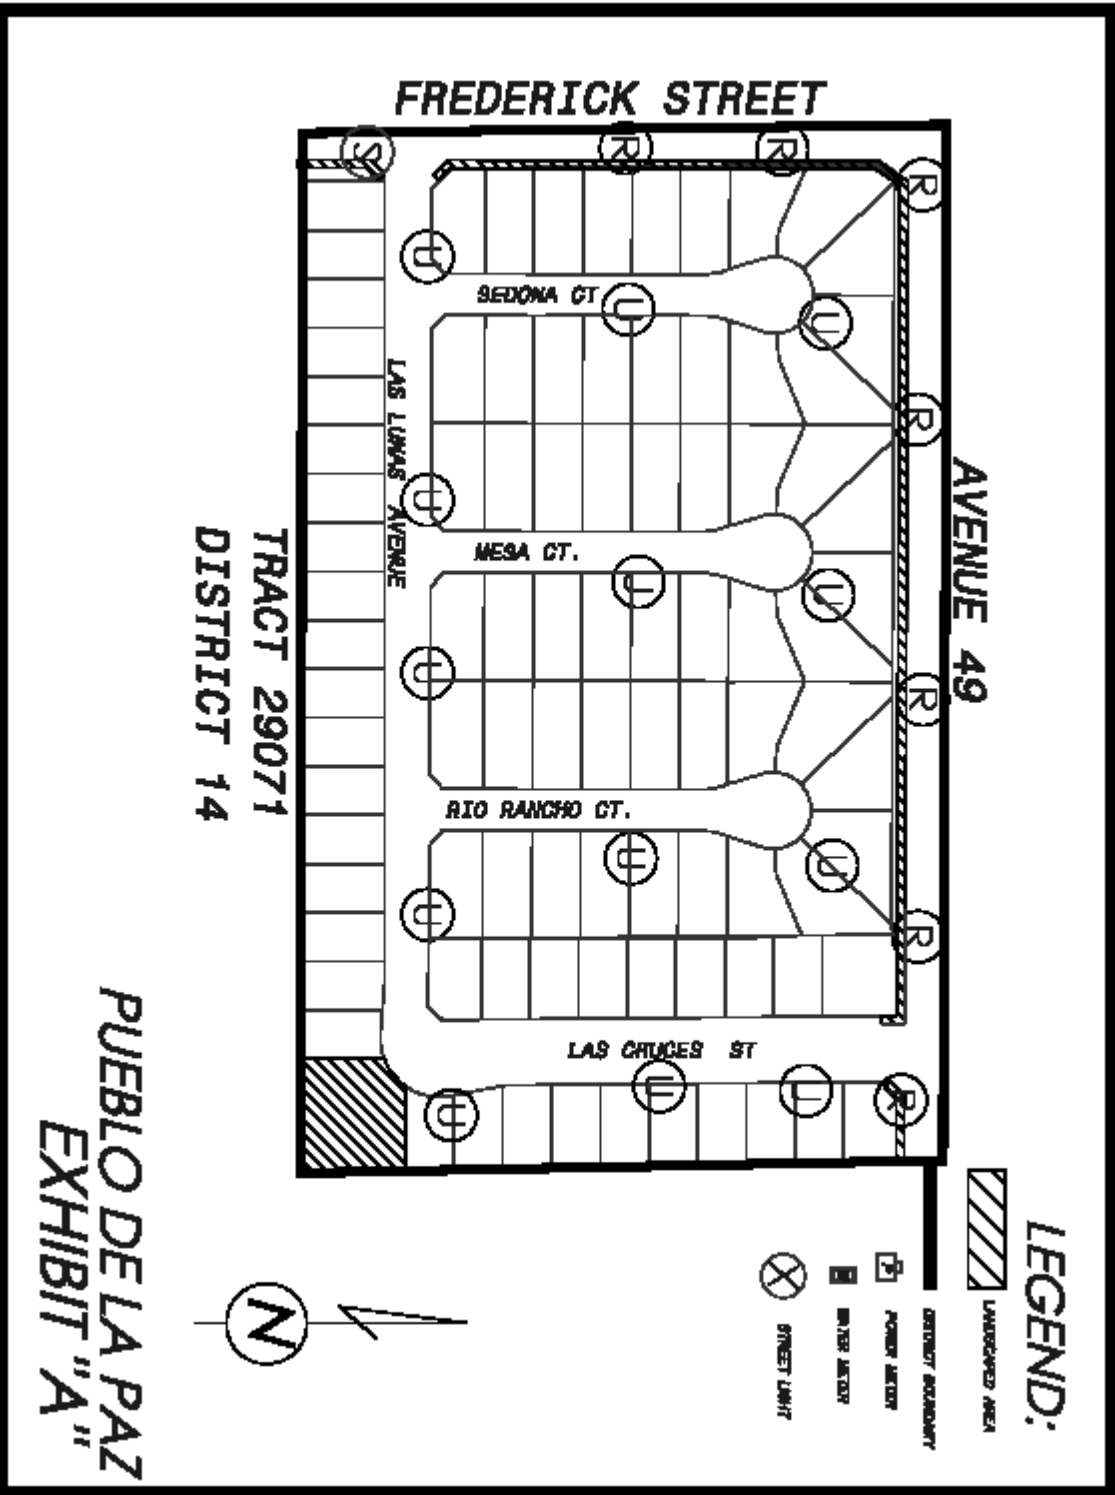 FREDERICK STREET
S
R
R
R
U
SEDONA CT
U
U
LAS LUNAS AVENUE
R
AVENUE 49
U
MESA CT.
U
U
U
R
RIO RANCHO CT.
U
U
U
R
LAS CRUCES ST
U
U
U
R
TRACT 29071
DISTRICT 14
PUEBLO DE LA PAZ
EXHIBIT "A"
N
LEGEND:
LANDSCAPED AREA
DISTRICT BOUNDARY
P
POWER METER
WATER METER
STREET LIGHT